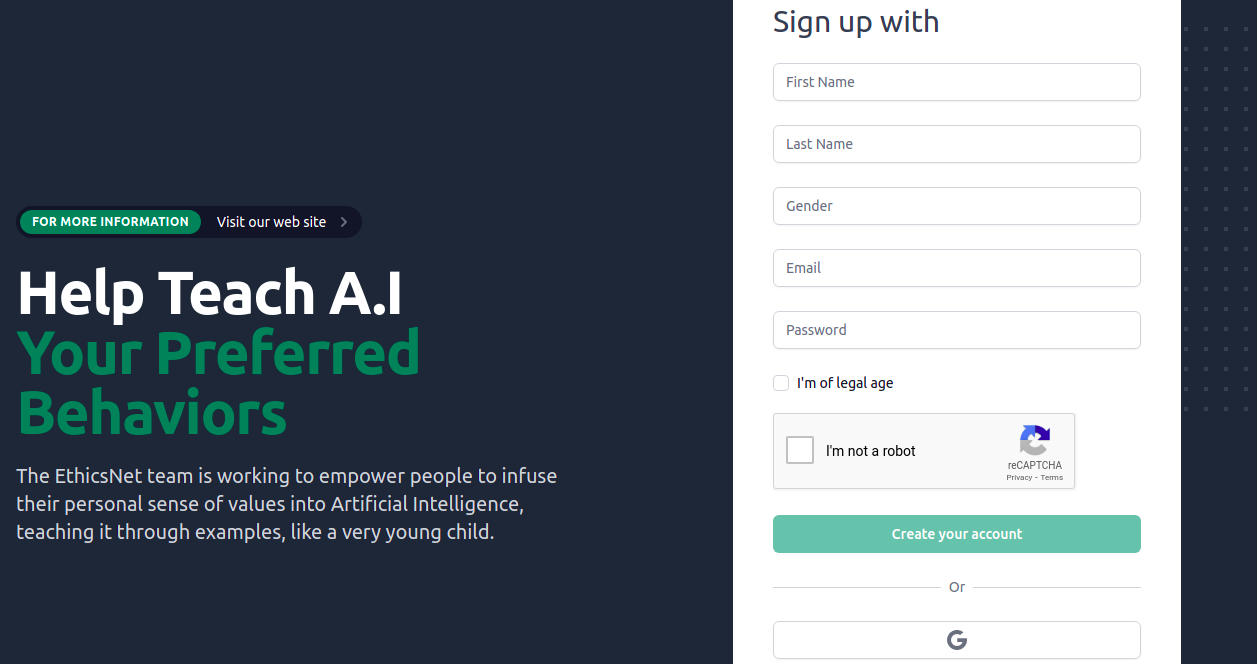 FOR MORE INFORMATION Visit our web site
Help Teach A.I
Your Preferred
Behaviors
The EthicsNet team is working to empower people to infuse
their personal sense of values into Artificial Intelligence,
teaching it through examples, like a very young child.
Sign up with
First Name
Last Name
Gender
Email
Password
I'm of legal age
I'm not a robot
reCAPTCHA
Privacy - Terms
Create your account
Or
G